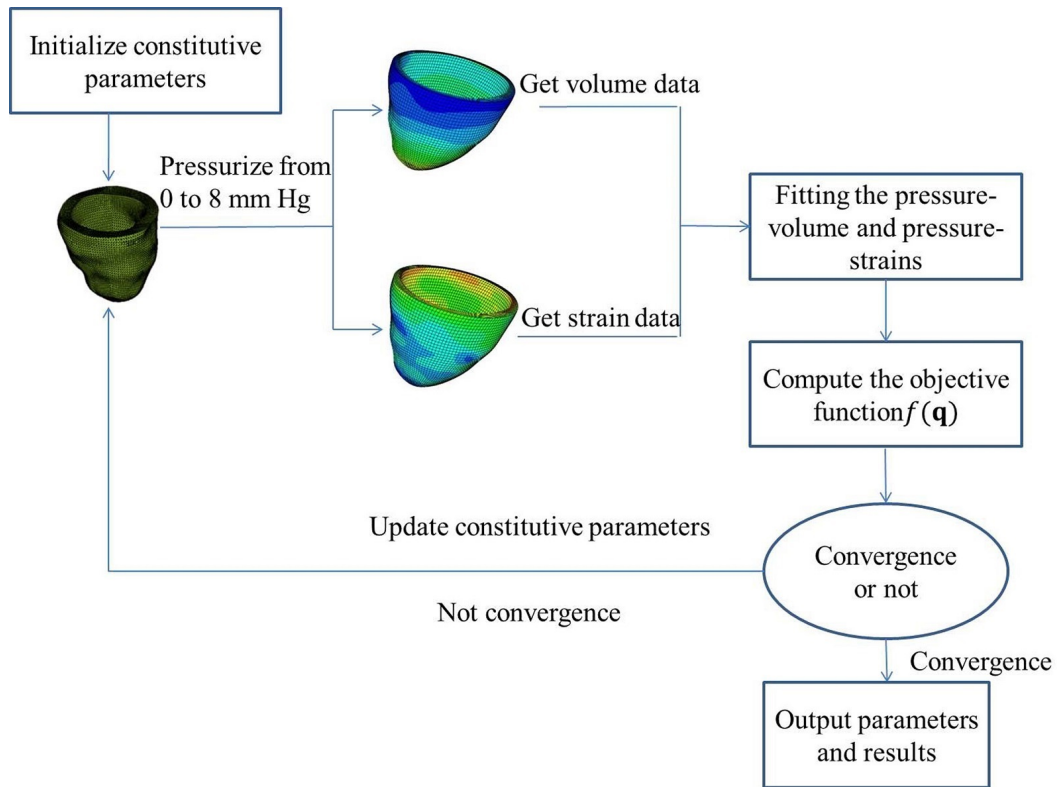 Initialize constitutive
parameters
Pressurize from
0 to 8 mm Hg
Get volume data
Get strain data
Fitting the pressure-
volume and pressure-
strains
Compute the objective
function f(q)
Update constitutive parameters
Not convergence
Convergence
or not
Convergence
Output parameters
and results